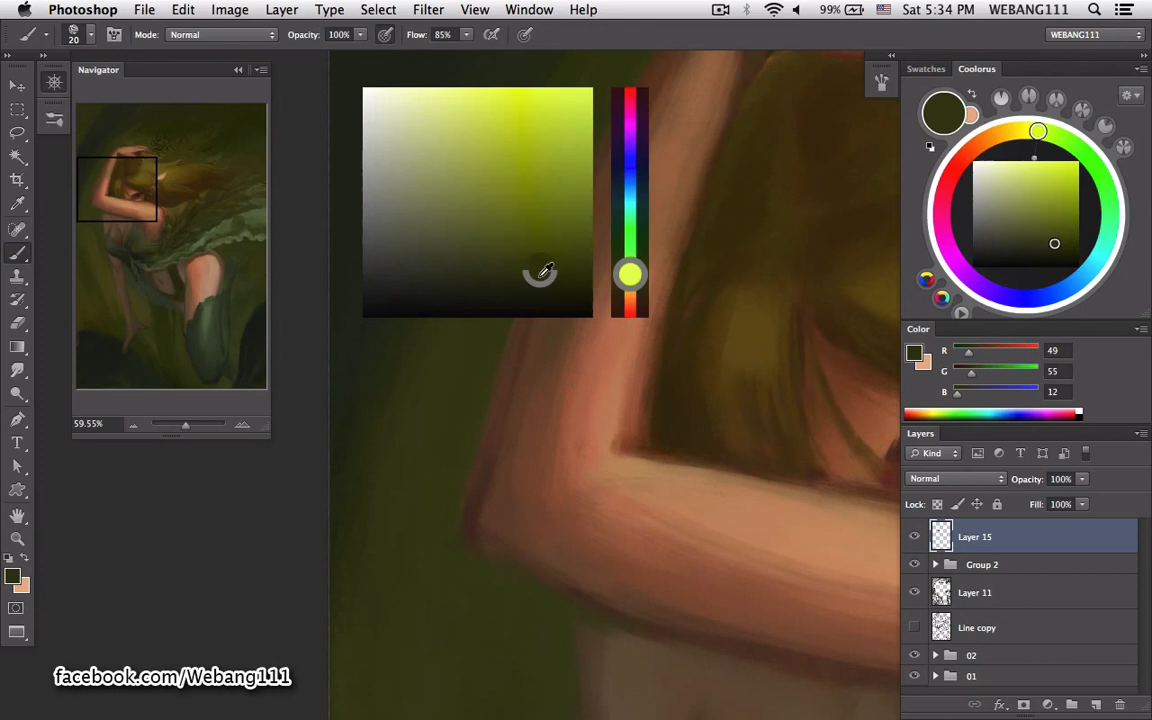 Photoshop File Edit Image Layer Type Select Filter View Window Help 99% Sat 5:34 PM WEBANG111
20 Mode: Normal Opacity: 100% Flow: 85% WEBANG111
Navigator
59.55%
Swatches Coolorus
Color
R 49
G 55
B 12
Layers
Kind
Normal Opacity: 100%
Lock: Fill: 100%
Layer 15
Group 2
Layer 11
Line copy
02
01
facebook.com/Webang111